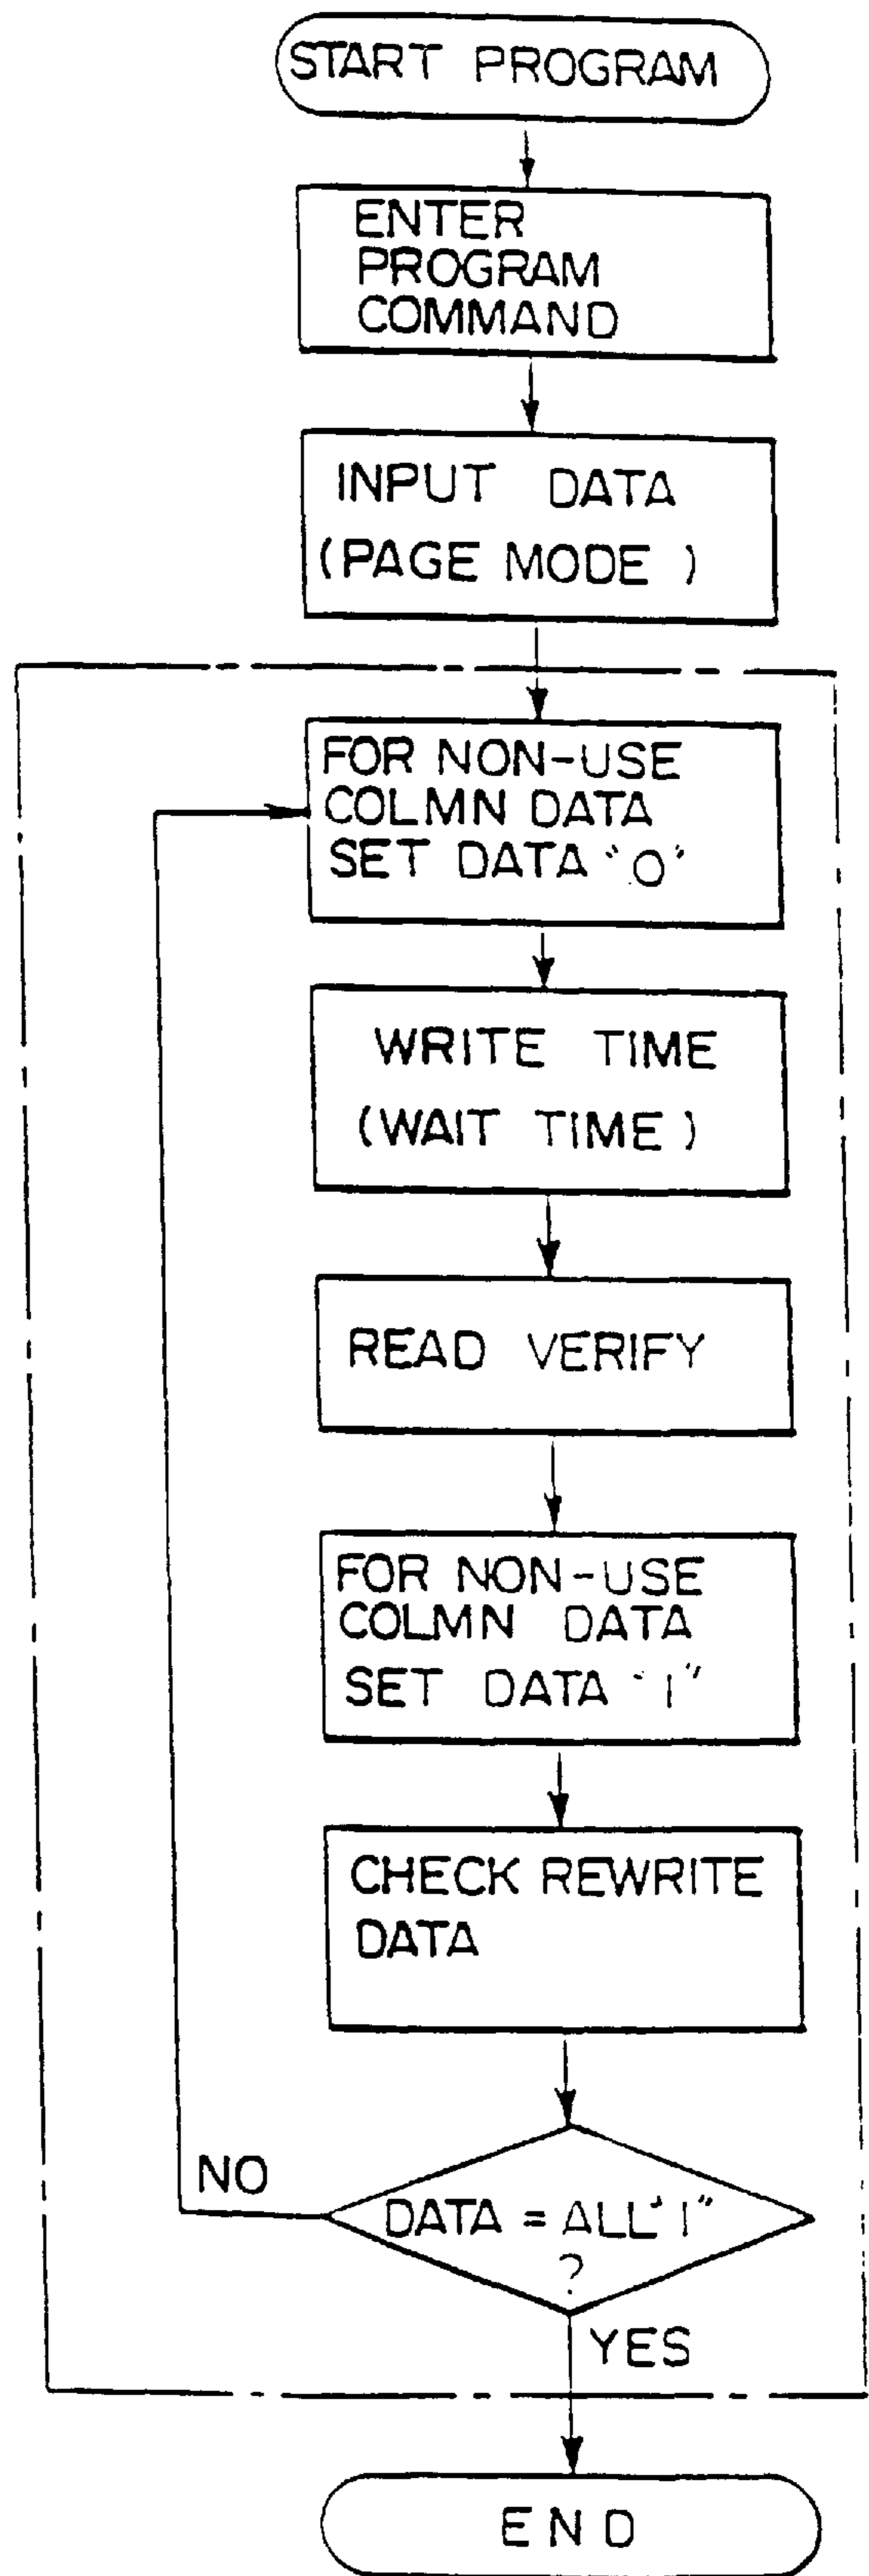 START PROGRAM
ENTER
PROGRAM
COMMAND
INPUT DATA
(PAGE MODE)
FOR NON-USE
COLMN DATA
SET DATA "0"
WRITE TIME
(WAIT TIME)
READ VERIFY
FOR NON-USE
COLMN DATA
SET DATA "1"
CHECK REWRITE
DATA
NO
DATA = ALL "1"
?
YES
END